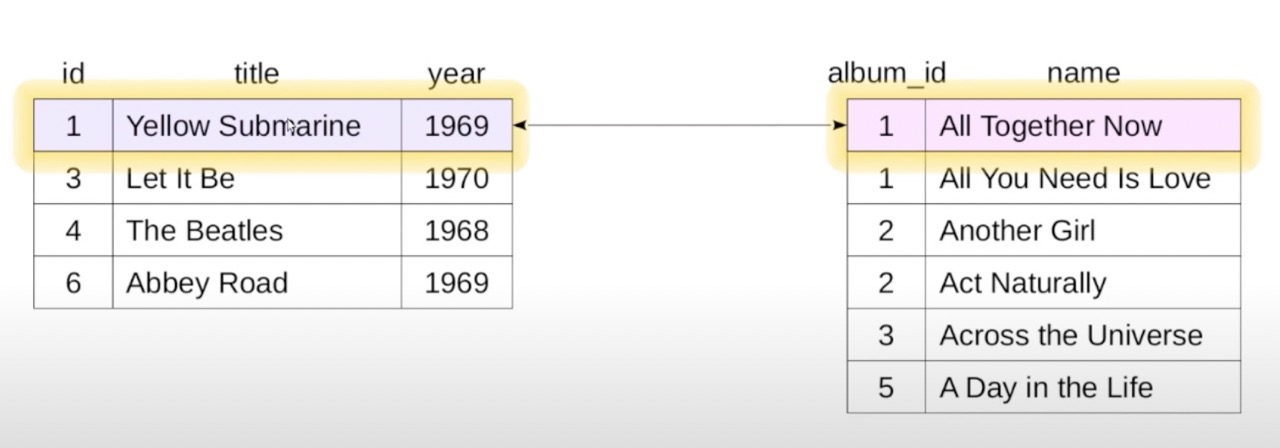 id title year
1 Yellow Submarine 1969
3 Let It Be 1970
4 The Beatles 1968
6 Abbey Road 1969
album_id name
1 All Together Now
1 All You Need Is Love
2 Another Girl
2 Act Naturally
3 Across the Universe
5 A Day in the Life